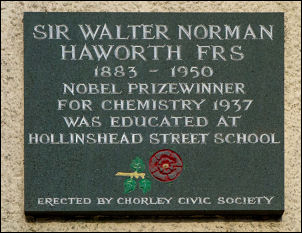 SIR WALTER NORMAN
HAWORTH FRS
1883 - 1950
NOBEL PRIZEWINNER
FOR CHEMISTRY 1937
WAS EDUCATED AT
HOLLINSHEAD STREET SCHOOL
ERECTED BY CHORLEY CIVIC SOCIETY